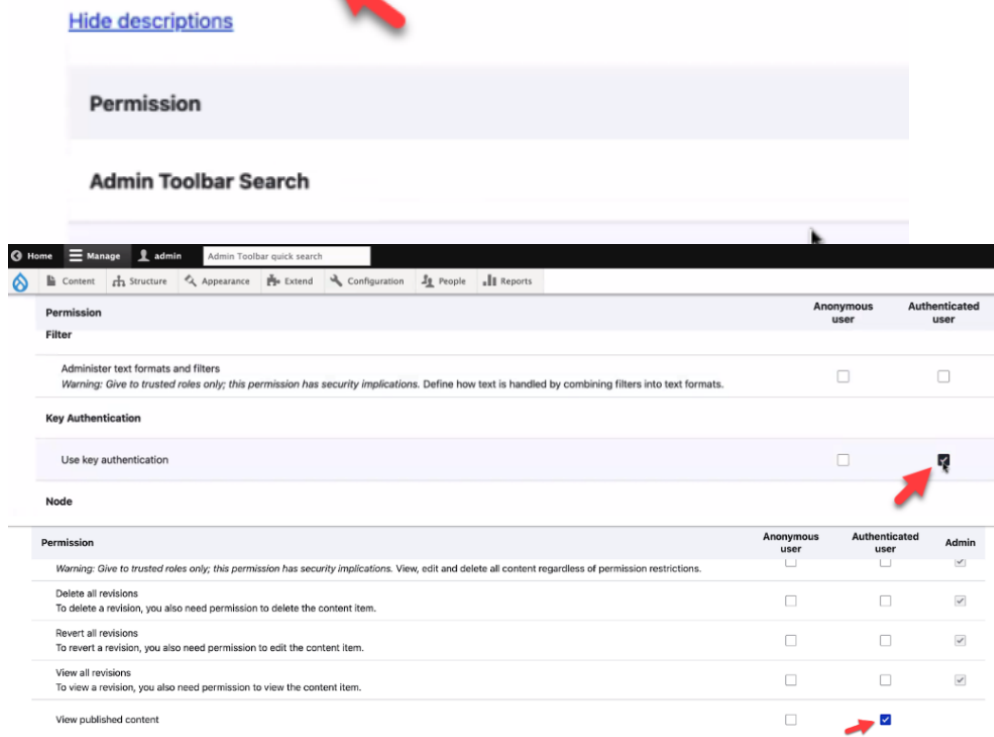 Hide descriptions
Permission
Admin Toolbar Search
Home Manage admin Admin Toolbar quick search
Content Structure Appearance Extend Configuration People Reports
Permission Anonymous user Authenticated user
Filter
Administer text formats and filters
Warning: Give to trusted roles only; this permission has security implications. Define how text is handled by combining filters into text formats.
Key Authentication
Use key authentication
Node
Permission Anonymous user Authenticated user Admin
Warning: Give to trusted roles only; this permission has security implications. View, edit and delete all content regardless of permission restrictions.
Delete all revisions
To delete a revision, you also need permission to delete the content item.
Revert all revisions
To revert a revision, you also need permission to edit the content item.
View all revisions
To view a revision, you also need permission to view the content item.
View published content